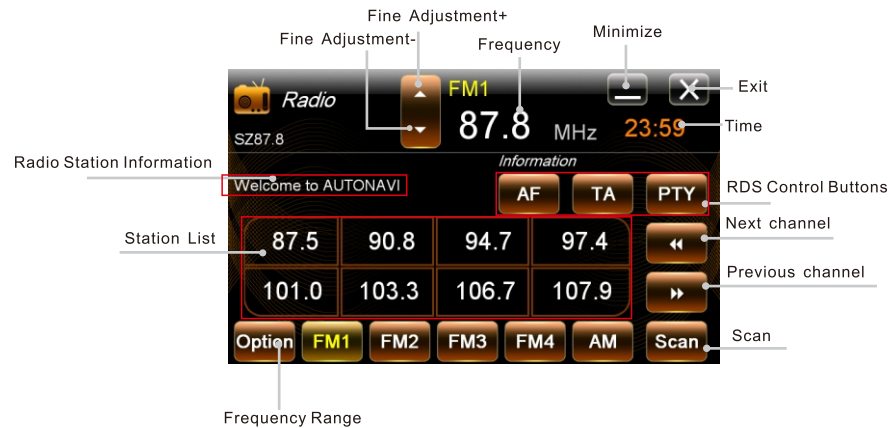 Fine Adjustment+
Fine Adjustment-
Frequency
Minimize
Radio
FM1
Exit
SZ87.8
87.8 MHz 23:59
Time
Radio Station Information
Information
Welcome to AUTONAVI
AF TA PTY
RDS Control Buttons
Station List
87.5 90.8 94.7 97.4
Next channel
101.0 103.3 106.7 107.9
Previous channel
Option FM1 FM2 FM3 FM4 AM Scan
Scan
Frequency Range